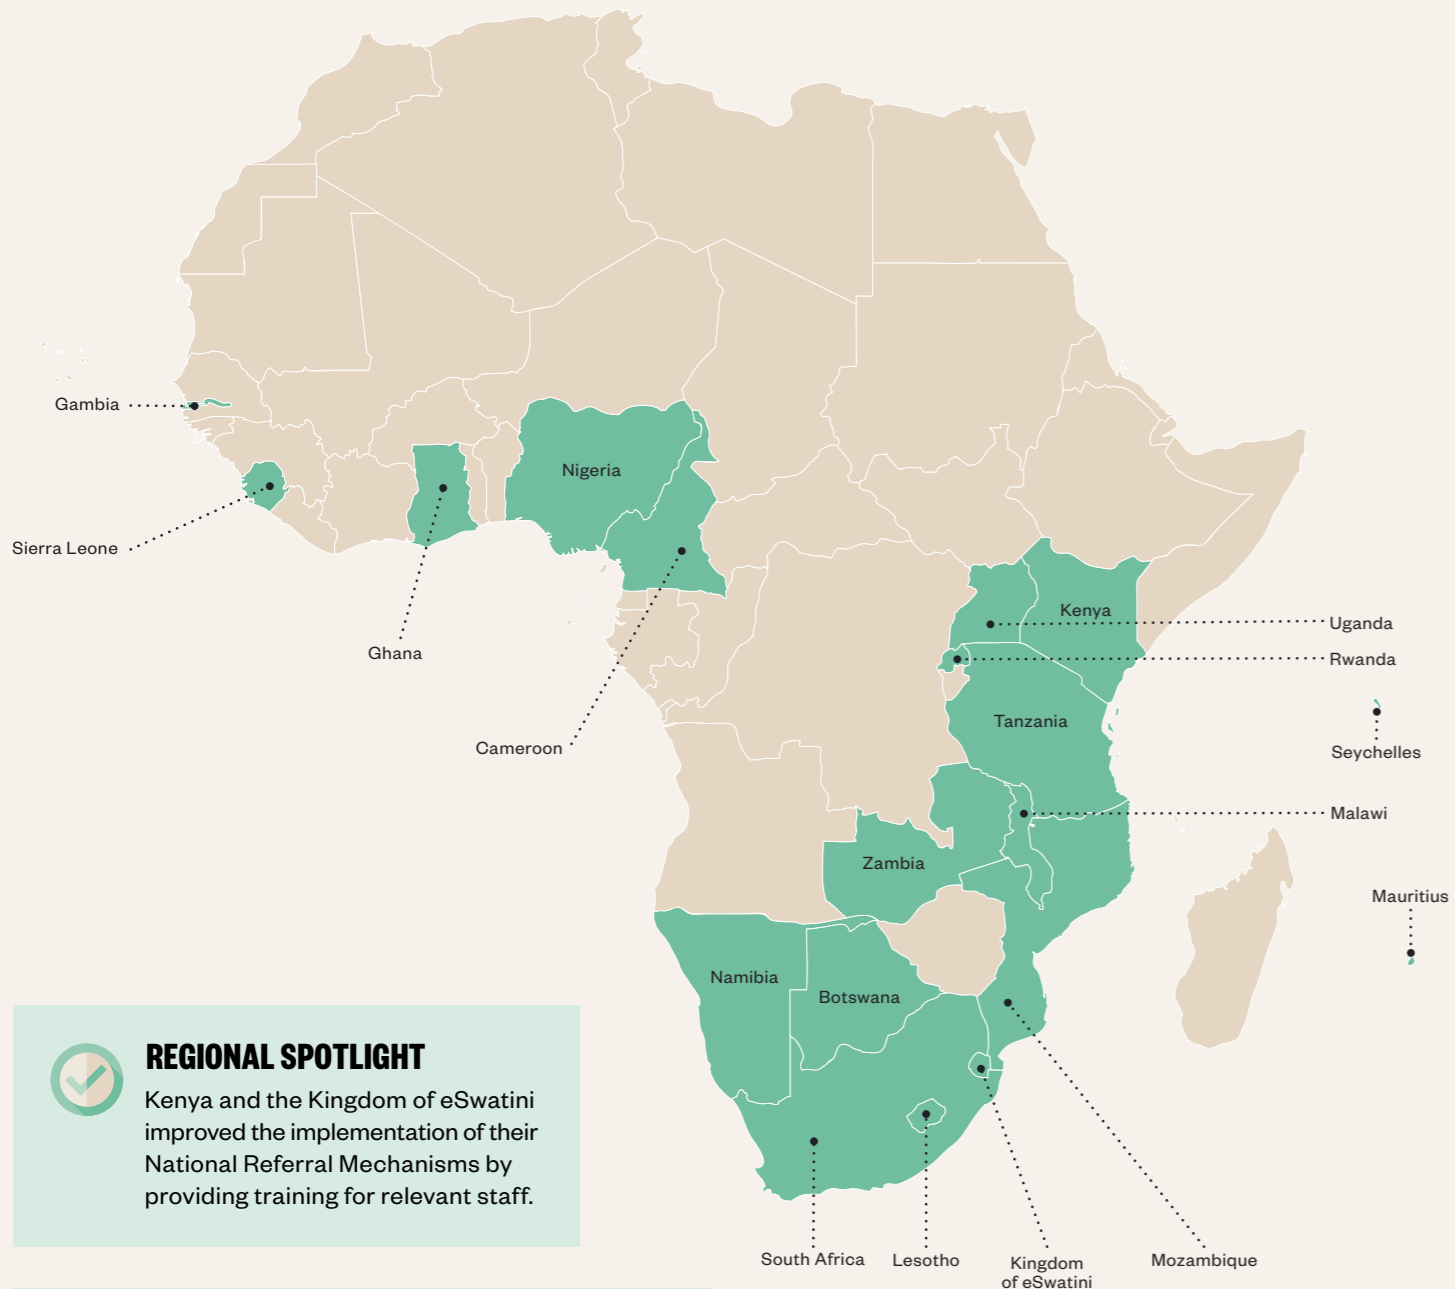 Gambia
Nigeria
Sierra Leone
Kenya
Uganda
Ghana
Rwanda
Tanzania
Cameroon
Seychelles
Malawi
Zambia
Mauritius
Namibia
Botswana
REGIONAL SPOTLIGHT
Kenya and the Kingdom of eSwatini
improved the implementation of their
National Referral Mechanisms by
providing training for relevant staff.
South Africa
Lesotho
Kingdom
of eSwatini
Mozambique